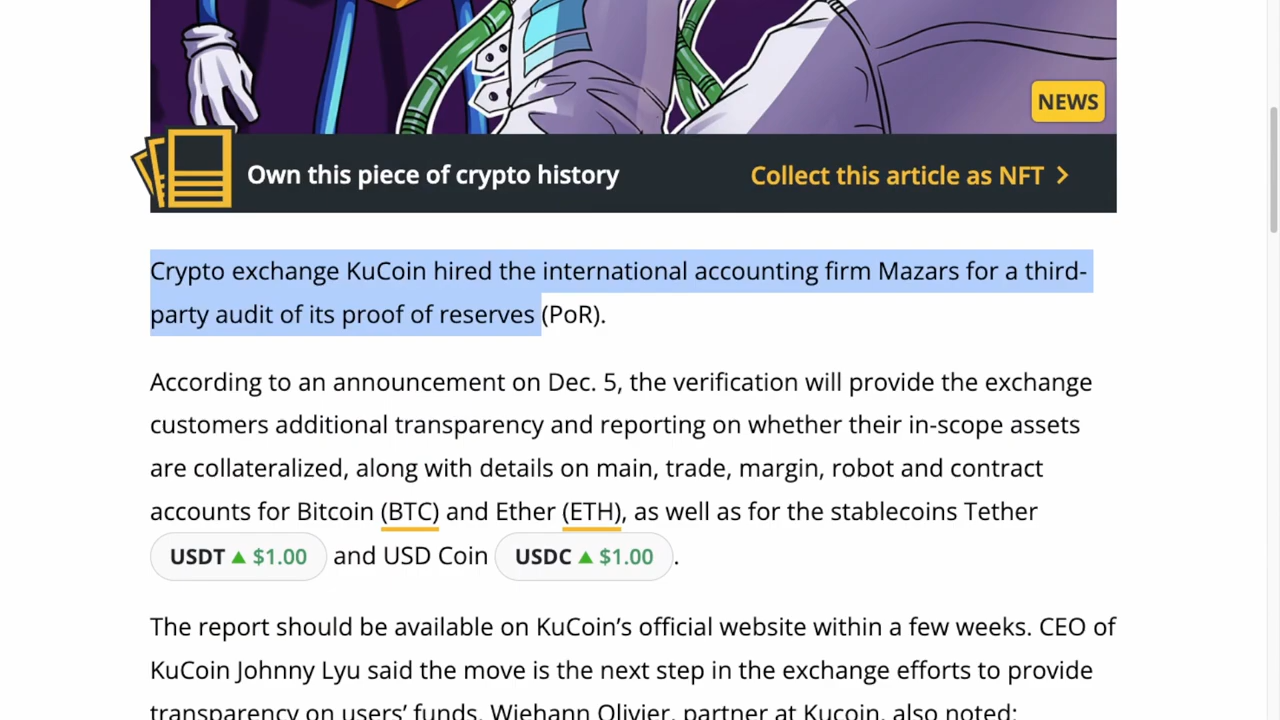 NEWS
Own this piece of crypto history
Collect this article as NFT >
Crypto exchange KuCoin hired the international accounting firm Mazars for a third-
party audit of its proof of reserves (PoR).
According to an announcement on Dec. 5, the verification will provide the exchange
customers additional transparency and reporting on whether their in-scope assets
are collateralized, along with details on main, trade, margin, robot and contract
accounts for Bitcoin (BTC) and Ether (ETH), as well as for the stablecoins Tether
USDT ▲ $1.00 and USD Coin USDC ▲ $1.00 .
The report should be available on KuCoin’s official website within a few weeks. CEO of
KuCoin Johnny Lyu said the move is the next step in the exchange efforts to provide
transparency on users’ funds. Wiehann Olivier, partner at Kucoin, also noted: